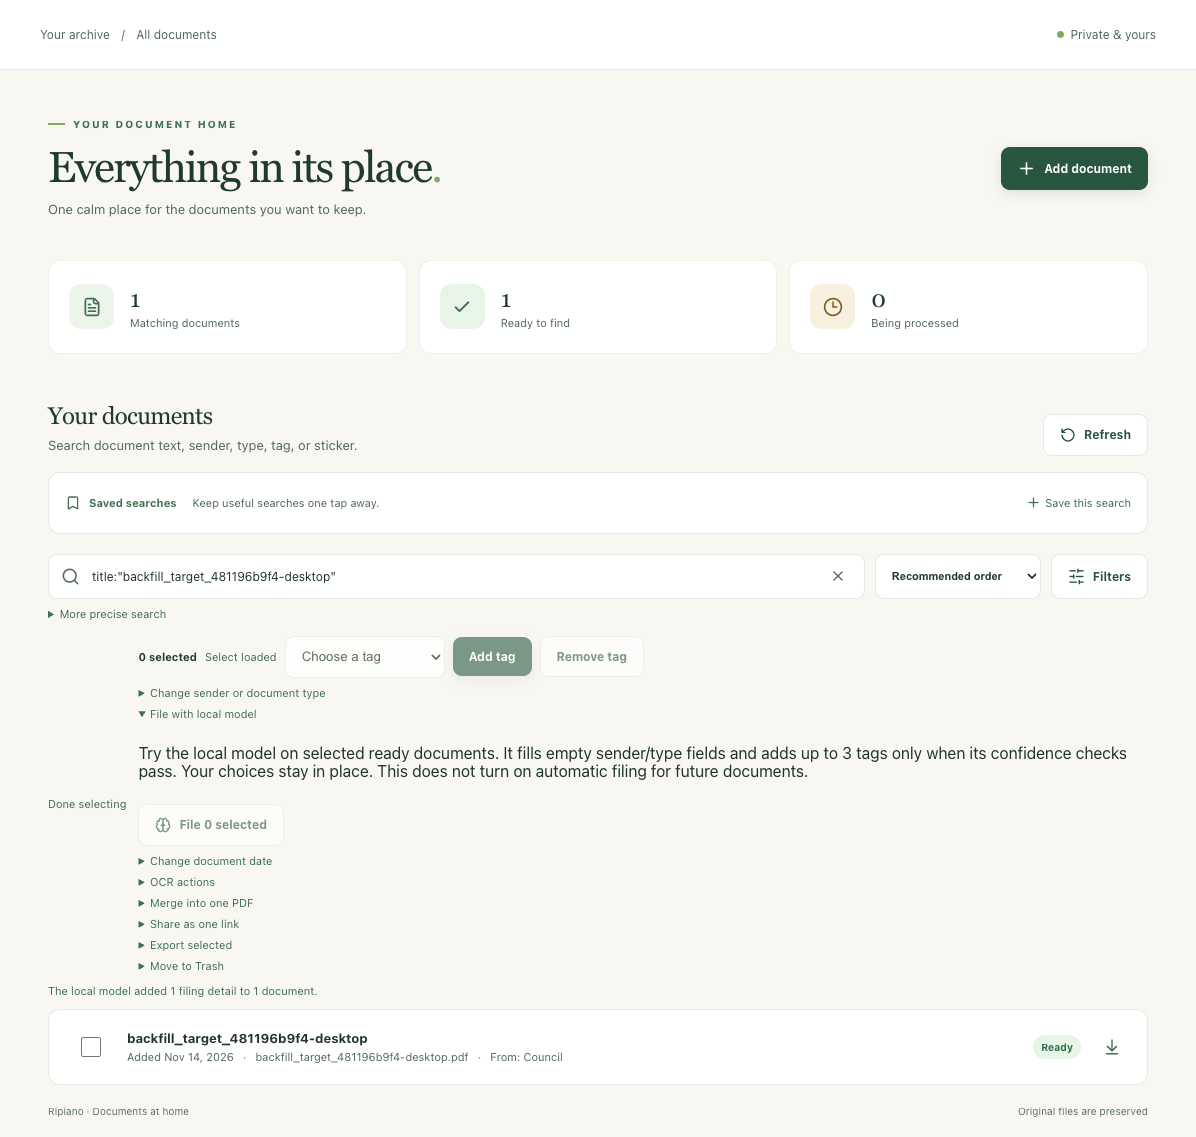 Your archive / All documents
Private & yours
YOUR DOCUMENT HOME
Everything in its place.
One calm place for the documents you want to keep.
Add document
1
Matching documents
1
Ready to find
0
Being processed
Your documents
Search document text, sender, type, tag, or sticker.
Refresh
Saved searches Keep useful searches one tap away.
Save this search
title:"backfill_target_481196b9f4-desktop"
Recommended order
Filters
More precise search
0 selected Select loaded Choose a tag Add tag Remove tag
Change sender or document type
File with local model
Try the local model on selected ready documents. It fills empty sender/type fields and adds up to 3 tags only when its confidence checks
pass. Your choices stay in place. This does not turn on automatic filing for future documents.
Done selecting
File 0 selected
Change document date
OCR actions
Merge into one PDF
Share as one link
Export selected
Move to Trash
The local model added 1 filing detail to 1 document.
backfill_target_481196b9f4-desktop
Added Nov 14, 2026 · backfill_target_481196b9f4-desktop.pdf · From: Council
Ready
Ripiano · Documents at home
Original files are preserved